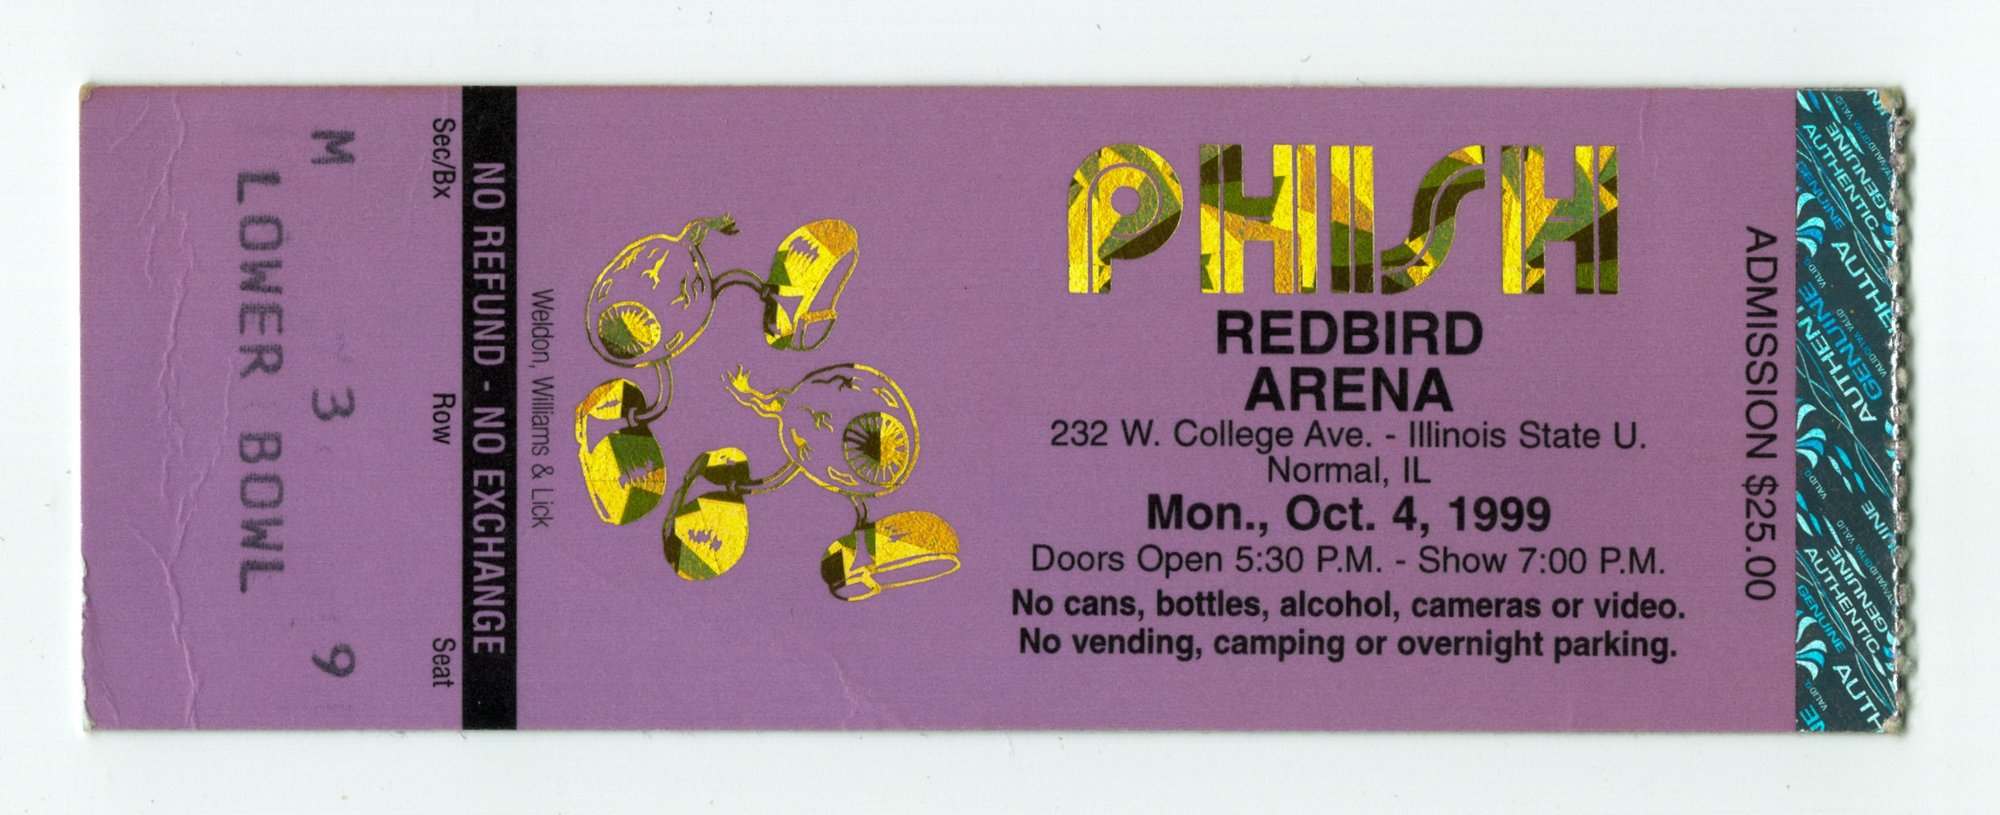 M 3 9
LOWER BOWL
Sec/Bx Row Seat
NO REFUND - NO EXCHANGE
Weldon, Williams & Lick
PHISH
REDBIRD
ARENA
232 W. College Ave. - Illinois State U.
Normal, IL
Mon., Oct. 4, 1999
Doors Open 5:30 P.M. - Show 7:00 P.M.
No cans, bottles, alcohol, cameras or video.
No vending, camping or overnight parking.
ADMISSION $25.00
GENUINE
AUTHENTIC
VALID